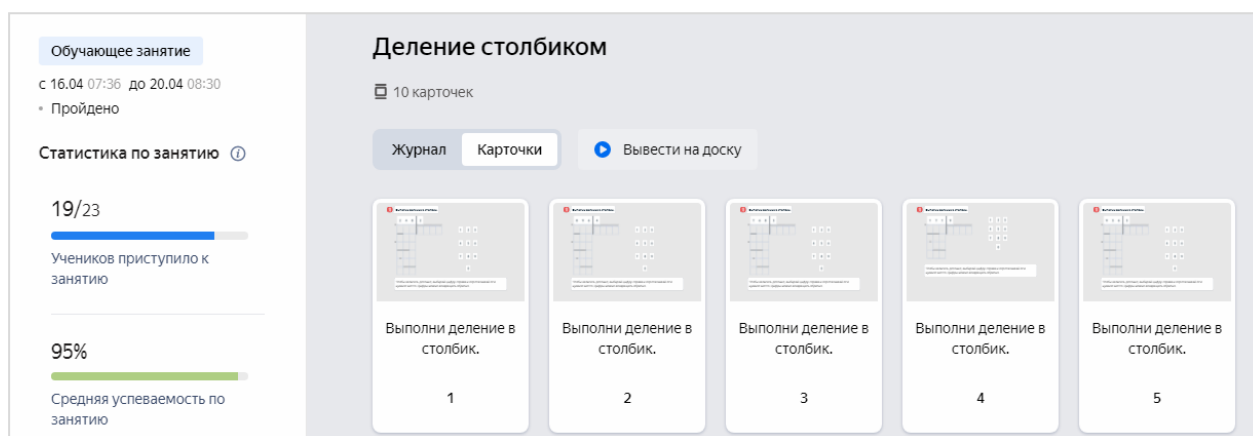 Обучающее занятие
с 16.04 07:36 до 20.04 08:30
• Пройдено
Статистика по занятию
19/23
Учеников приступило к
занятию
95%
Средняя успеваемость по
занятию
Деление столбиком
10 карточек
Журнал Карточки Вывести на доску
Выполни деление в
столбик.
1
Выполни деление в
столбик.
2
Выполни деление в
столбик.
3
Выполни деление в
столбик.
4
Выполни деление в
столбик.
5